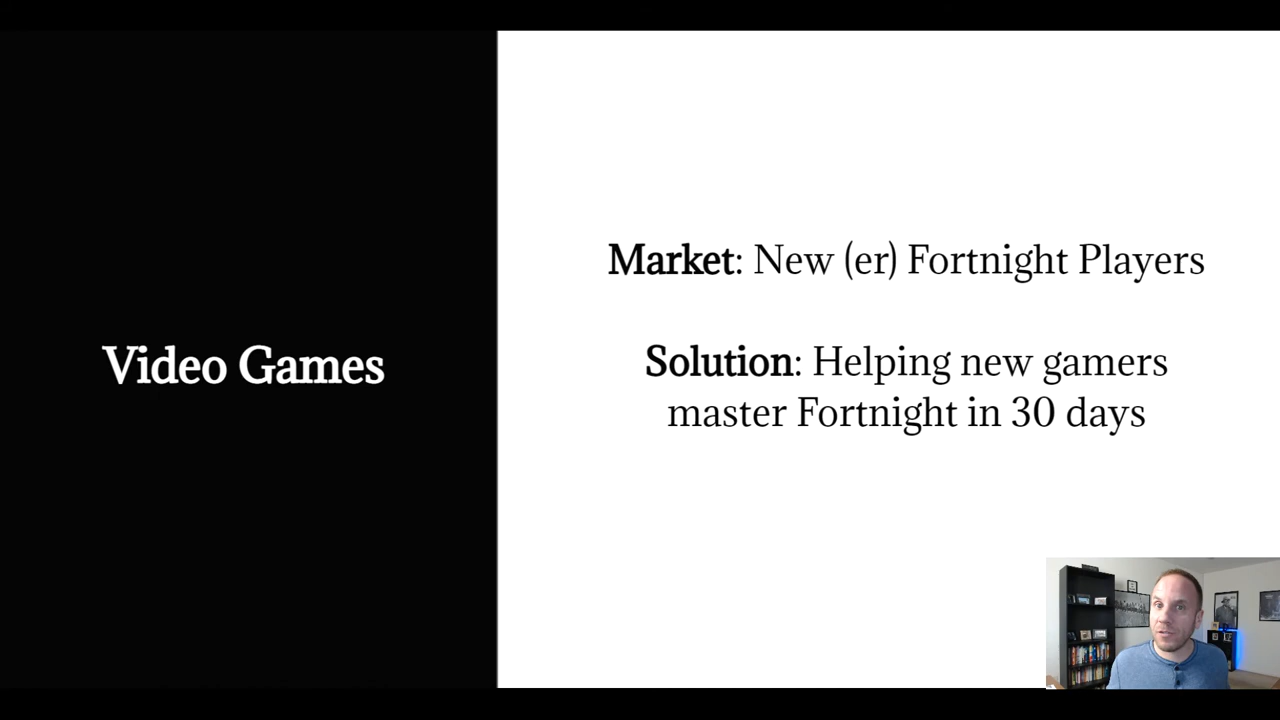 Video Games
Market: New (er) Fortnight Players
Solution: Helping new gamers
master Fortnight in 30 days